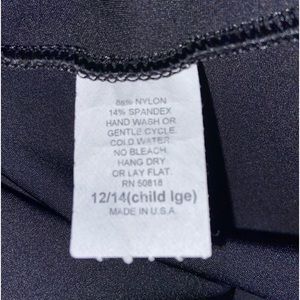 86% NYLON
14% SPANDEX
HAND WASH OR
GENTLE CYCLE.
COLD WATER
NO BLEACH.
HANG DRY
OR LAY FLAT.
RN 50818
12/14(child lge)
MADE IN U.S.A.